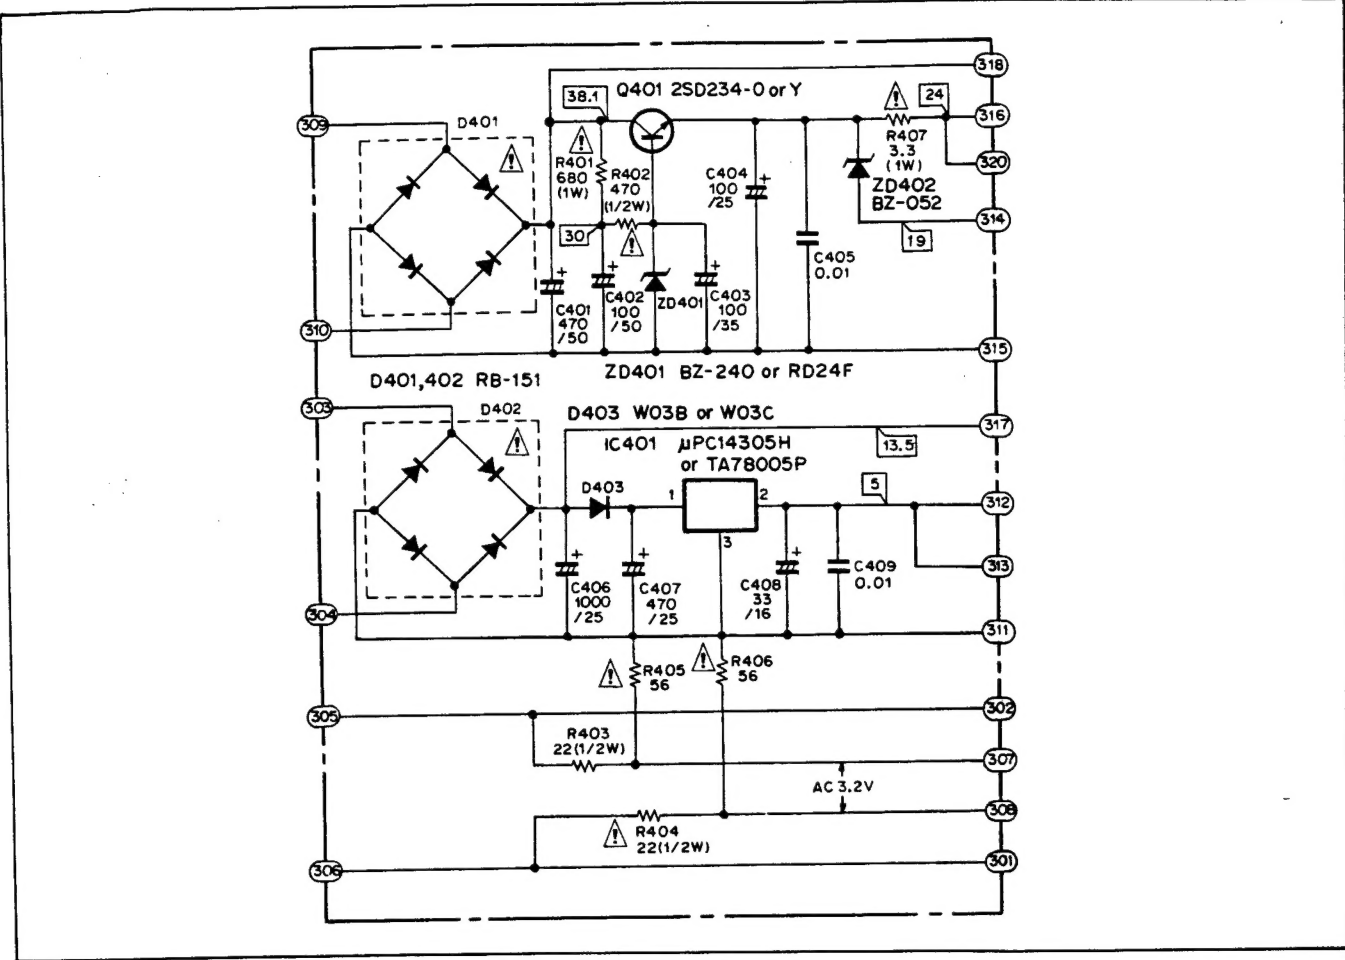 318
Q401 2SD234-O or Y
38.1
24
309
D401
316
R407
3.3
(1W)
R401
680
(1W)
R402
470
(1/2W)
C404
100
/25
320
ZD402
BZ-052
314
30
19
C405
0.01
C401
470
/50
C402
100
/50
ZD401
C403
100
/35
310
315
ZD401 BZ-240 or RD24F
D401,402 RB-151
303
D402
D403 W03B or W03C
317
13.5
IC401 μPC14305H
or TA78005P
D403
1
2
5
312
3
C406
1000
/25
C407
470
/25
C408
33
/16
C409
0.01
313
304
311
R405
56
R406
56
305
302
R403
22(1/2W)
307
AC 3.2V
308
R404
22(1/2W)
306
301